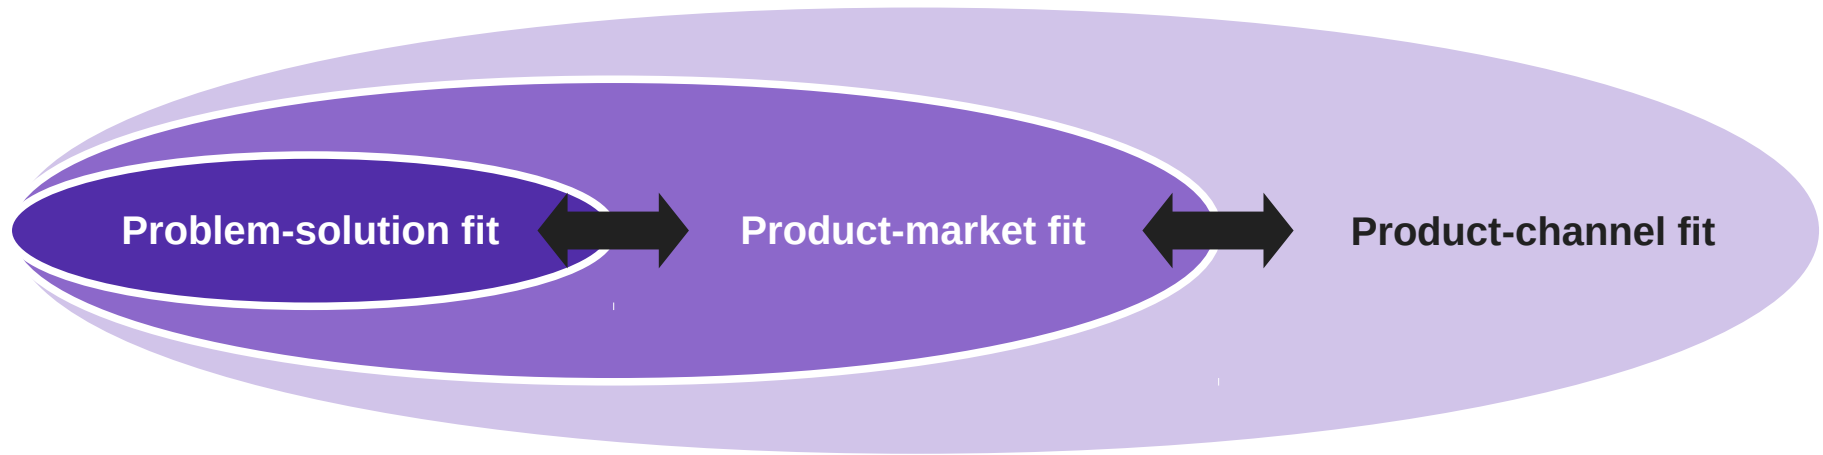 Problem-solution fit
Product-market fit
Product-channel fit